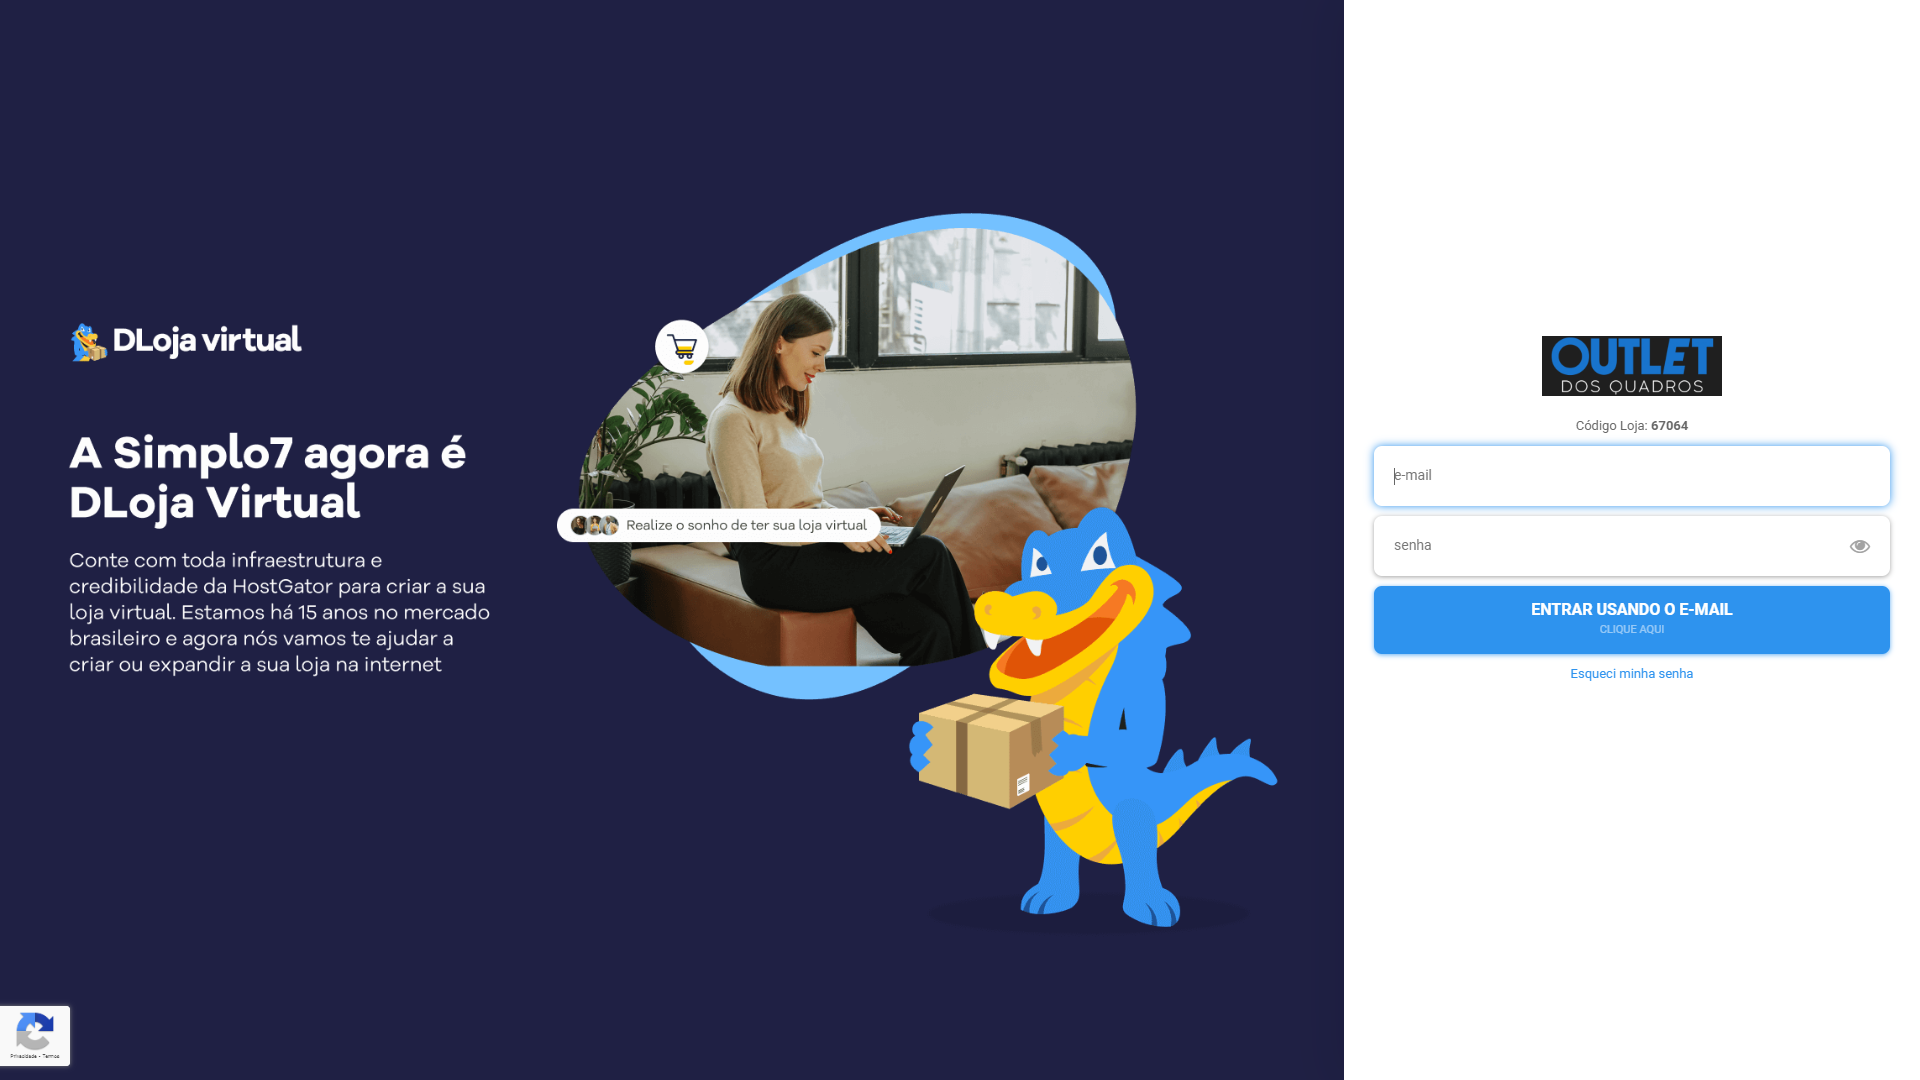 DLoja virtual
A Simplo7 agora é
DLoja Virtual
Conte com toda infraestrutura e
credibilidade da HostGator para criar a sua
loja virtual. Estamos há 15 anos no mercado
brasileiro e agora nós vamos te ajudar a
criar ou expandir a sua loja na internet
Realize o sonho de ter sua loja virtual
OUTLET
DOS QUADROS
Código Loja: 67064
e-mail
senha
ENTRAR USANDO O E-MAIL
CLIQUE AQUI
Esqueci minha senha
Privacidade - Termos